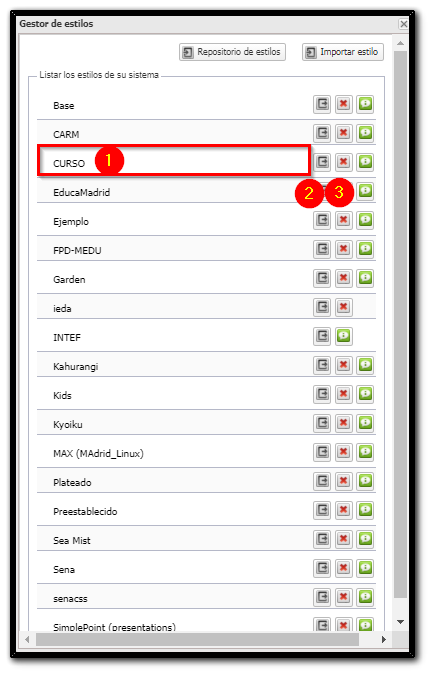 Gestor de estilos
Repositorio de estilos
Importar estilo
Listar los estilos de su sistema
Base
CARM
CURSO
1
EducaMadrid
2
3
Ejemplo
FPD-MEDU
Garden
ieda
INTEF
Kahurangi
Kids
Kyoiku
MAX (MAdrid_Linux)
Plateado
Preestablecido
Sea Mist
Sena
senacss
SimplePoint (presentations)